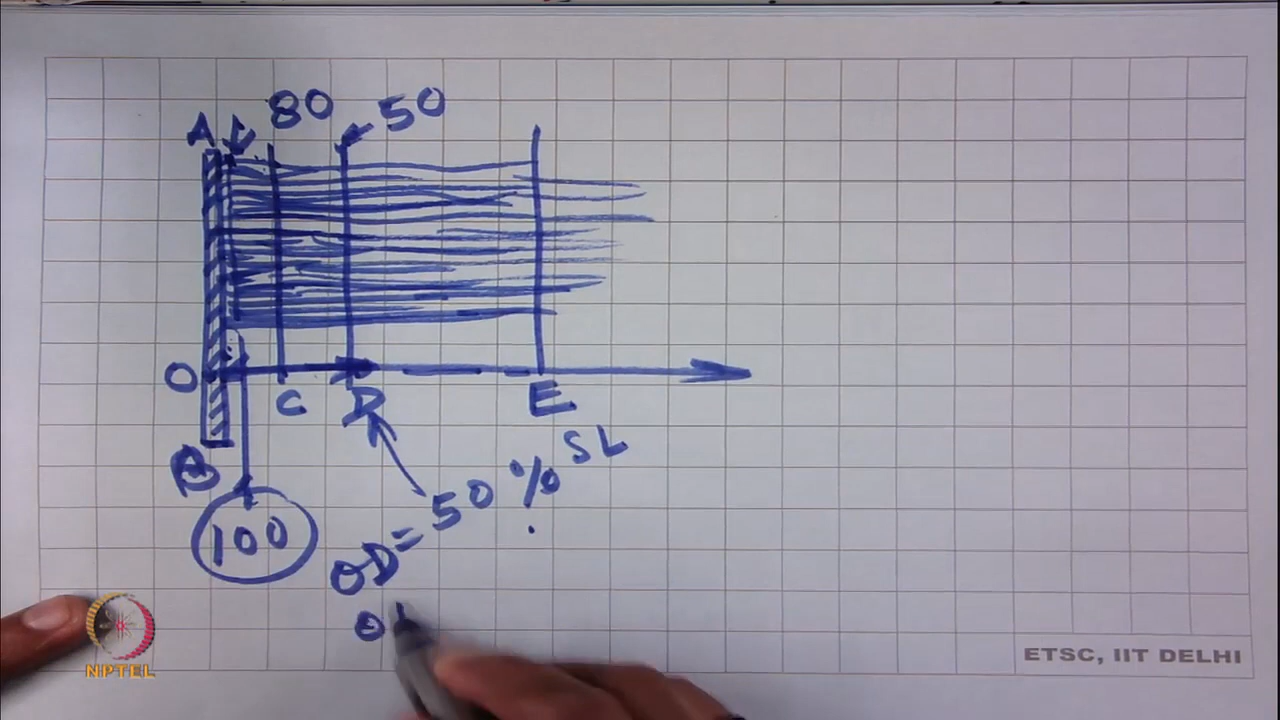 A 80 50
O C D E
B
50 % SL
100
OD =
O
NPTEL
ETSC, IIT DELHI